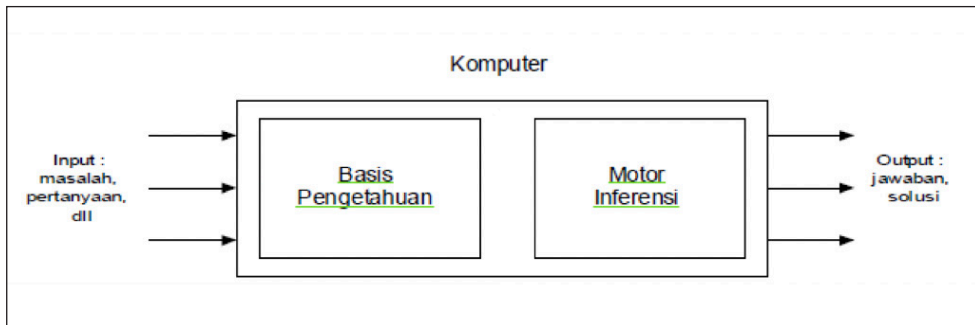 Komputer
Input :
masalah,
pertanyaan,
dll
Basis
Pengetahuan
Motor
Inferensi
Output :
jawaban,
solusi